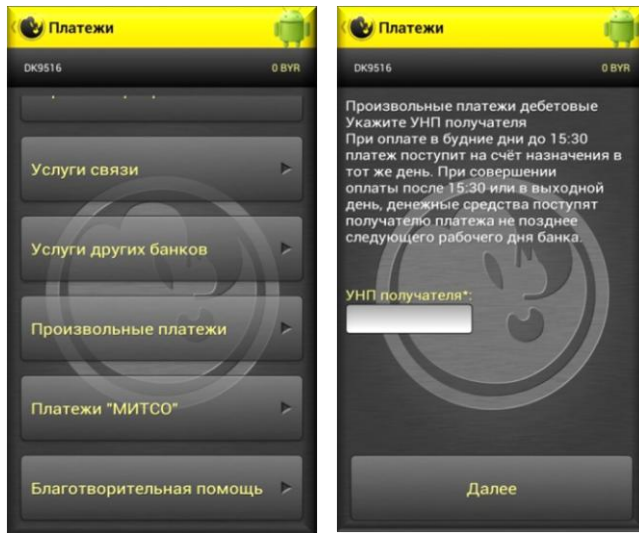 Платежи
DK9516 0 BYR
Услуги связи
Услуги других банков
Произвольные платежи
Платежи "МИТСО"
Благотворительная помощь
Платежи
DK9516 0 BYR
Произвольные платежи дебетовые
Укажите УНП получателя
При оплате в будние дни до 15:30
платеж поступит на счёт назначения в
тот же день. При совершении
оплаты после 15:30 или в выходной
день, денежные средства поступят
получателю платежа не позднее
следующего рабочего дня банка.
УНП получателя*:
Далее